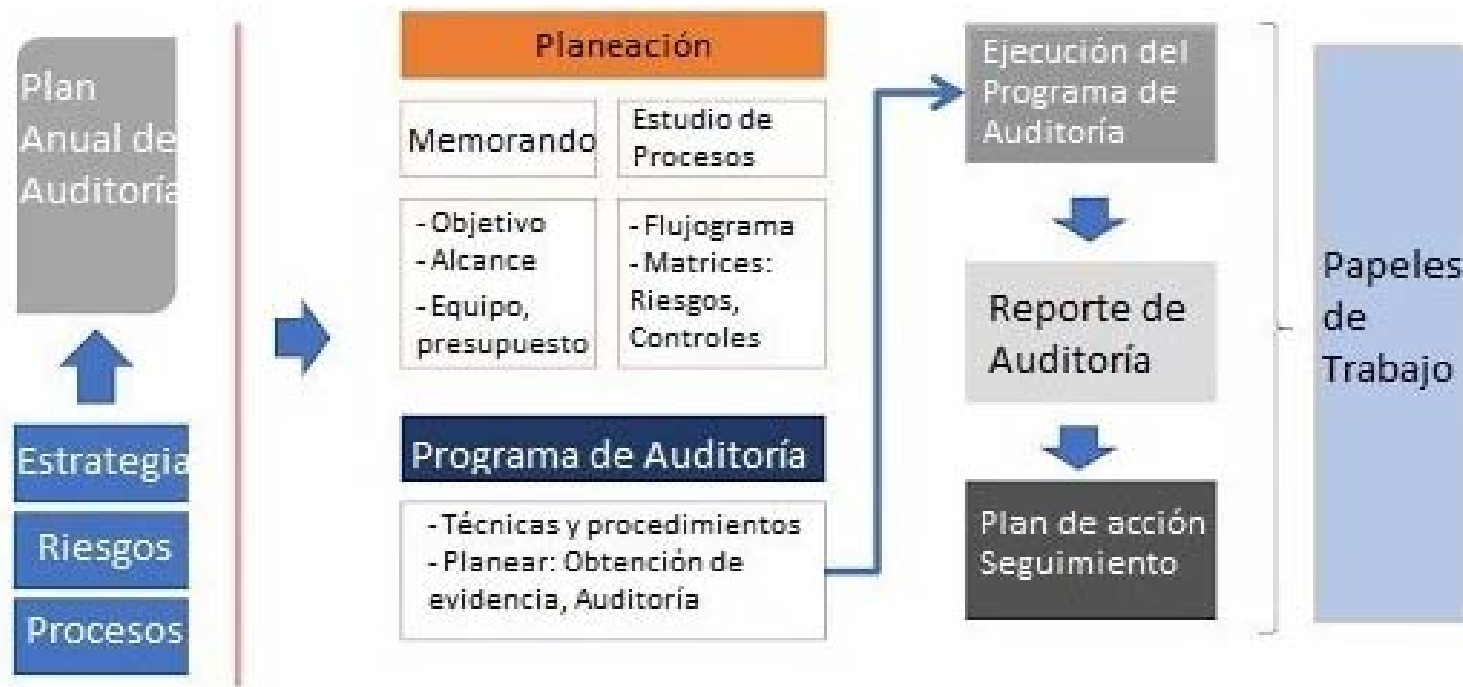 Plan
Anual de
Auditoría
Estrategia
Riesgos
Procesos
Planeación
Memorando
- Objetivo
- Alcance
- Equipo,
presupuesto
Estudio de
Procesos
- Flujograma
- Matrices:
Riesgos,
Controles
Programa de Auditoría
- Técnicas y procedimientos
- Planear: Obtención de
evidencia, Auditoría
Ejecución del
Programa de
Auditoría
Reporte de
Auditoría
Plan de acción
Seguimiento
Papeles
de
Trabajo